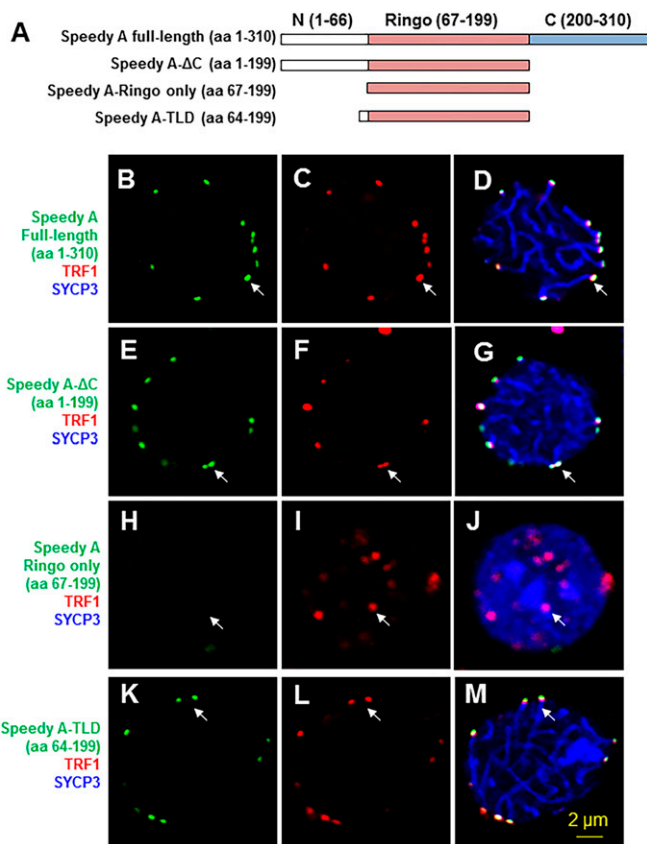 A
N (1-66) Ringo (67-199) C (200-310)
Speedy A full-length (aa 1-310)
Speedy A-ΔC (aa 1-199)
Speedy A-Ringo only (aa 67-199)
Speedy A-TLD (aa 64-199)
B C D
Speedy A
Full-length
(aa 1-310)
TRF1
SYCP3
E F G
Speedy A-ΔC
(aa 1-199)
TRF1
SYCP3
H I J
Speedy A
Ringo only
(aa 67-199)
TRF1
SYCP3
K L M
Speedy A-TLD
(aa 64-199)
TRF1
SYCP3
2 µm